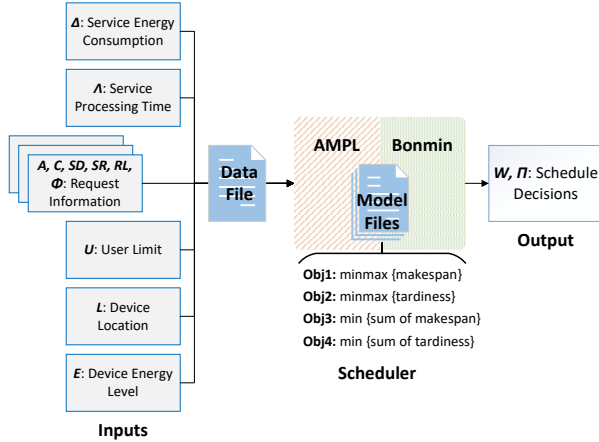 Δ: Service Energy
Consumption
Λ: Service
Processing Time
A, C, SD, SR, RL,
Φ: Request
Information
U: User Limit
L: Device
Location
E: Device Energy
Level
Inputs
Data
File
AMPL
Bonmin
Model
Files
Obj1: minmax {makespan}
Obj2: minmax {tardiness}
Obj3: min {sum of makespan}
Obj4: min {sum of tardiness}
Scheduler
W, Π: Schedule
Decisions
Output